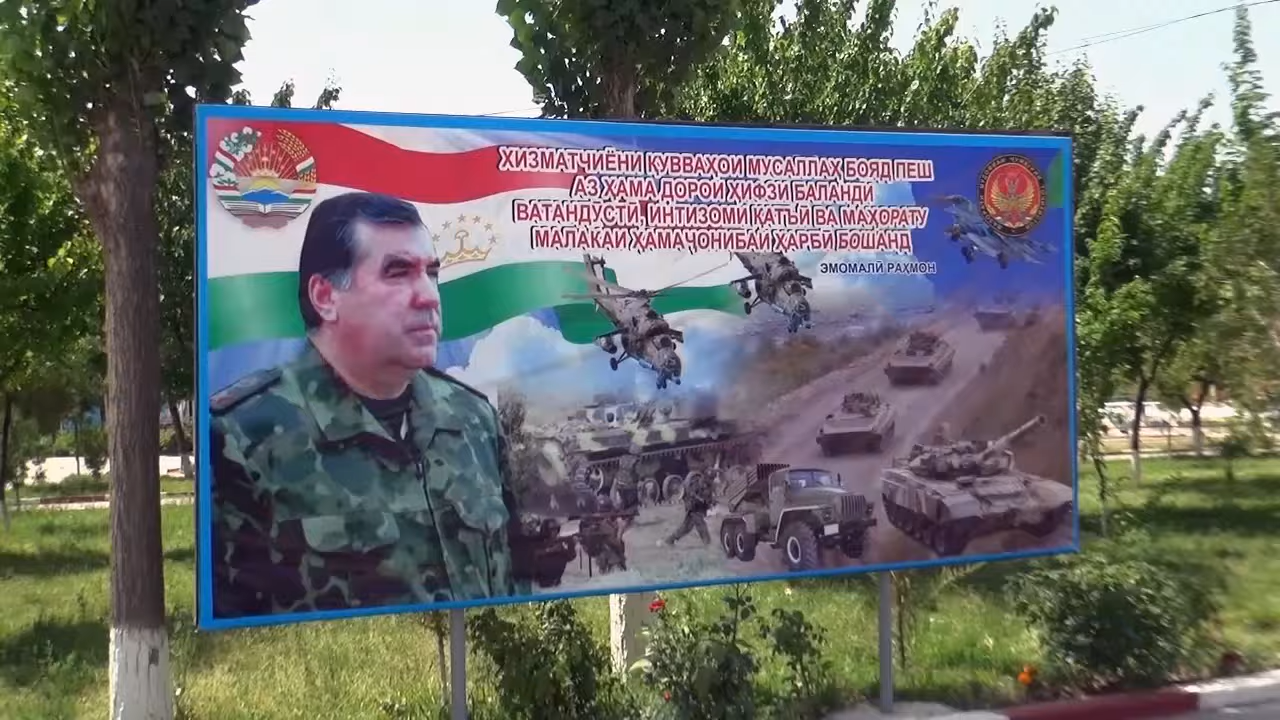 ХИЗМАТЧИЁНИ ҚУВВАҲОИ МУСАЛЛАҲ БОЯД ПЕШ
АЗ ҲАМА ДОРОИ ҲИФЗИ БАЛАНДИ
ВАТАНДУСТӢ, ИНТИЗОМИ ҚАТЪӢ ВА МАҲОРАТУ
МАЛАКАИ ҲАМАҶОНИБАИ ҲАРБӢ БОШАНД
ЭМОМАЛӢ РАҲМОН